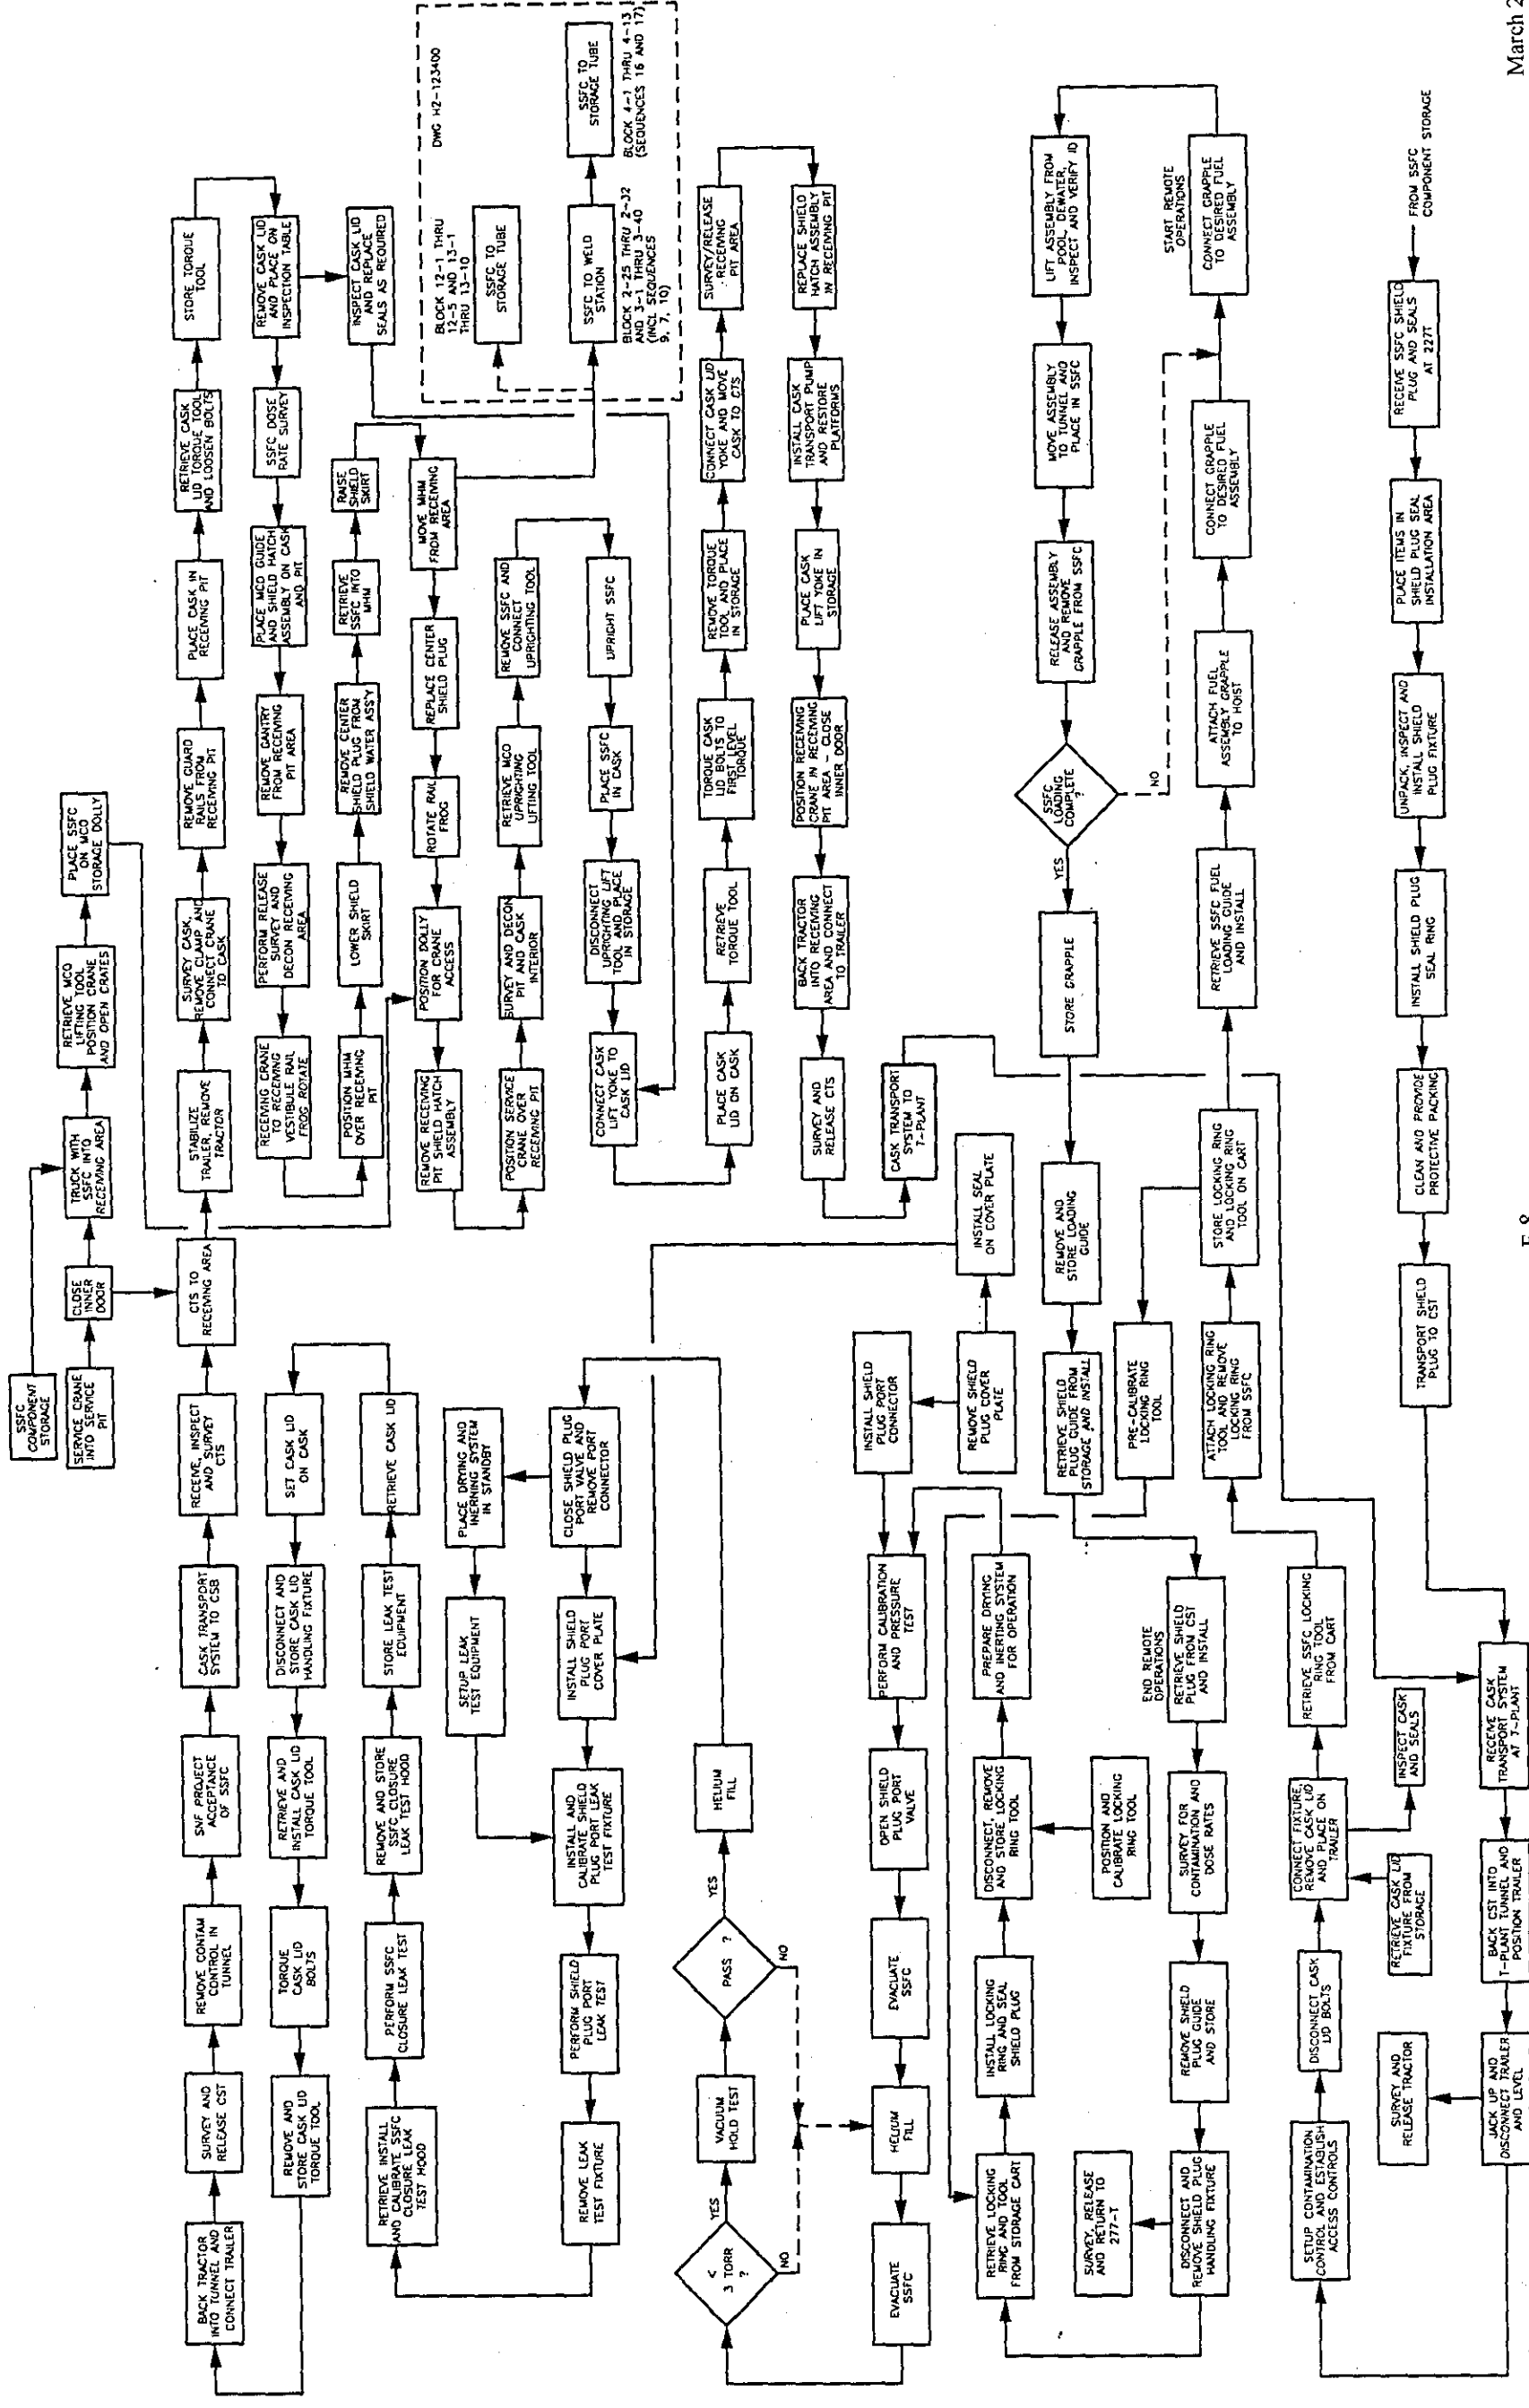 SSFC
COMPONENT
STORAGE
SERVICE CRANE
INTO SERVICE
PIT
CLOSE
INNER
DOOR
TRUCK WITH
SSFC INTO
RECEIVING AREA
RETRIEVE MCO
LIFTING TOOL
POSITION CRANE
AND OPEN CRATES
PLACE SSFC
ON MCO
STORAGE DOLLY
BACK TRACTOR
INTO TUNNEL AND
CONNECT TRAILER
SURVEY AND
RELEASE CST
REMOVE CONTAM
CONTROL IN
TUNNEL
SNF PROJECT
ACCEPTANCE
OF SSFC
CASK TRANSPORT
SYSTEM TO CSB
RECEIVE, INSPECT
AND SURVEY
CTS
CTS TO
RECEIVING AREA
STABILIZE
TRAILER, REMOVE
TRACTOR
SURVEY CASK,
REMOVE CLAMP AND
CONNECT CRANE
TO CASK
REMOVE GUARD
RAILS FROM
RECEIVING PIT
PLACE CASK IN
RECEIVING PIT
RETRIEVE CASK
LID TORQUE TOOL
AND LOOSEN BOLTS
STORE TORQUE
TOOL
REMOVE AND
STORE CASK LID
TORQUE TOOL
TORQUE
CASK LID
BOLTS
RETRIEVE AND
INSTALL CASK LID
TORQUE TOOL
DISCONNECT AND
STORE CASK LID
HANDLING FIXTURE
SET CASK LID
ON CASK
RECEIVING CRANE
TO RECEIVING
VESTIBULE RAIL
FROG ROTATE
PERFORM RELEASE
SURVEY AND
DECON RECEIVING
AREA
REMOVE GANTRY
FROM RECEIVING
PIT AREA
PLACE MCO GUIDE
AND SHIELD HATCH
ASSEMBLY ON CASK
AND PIT
SSFC DOSE
RATE SURVEY
REMOVE CASK LID
AND PLACE ON
INSPECTION TABLE
RETRIEVE INSTALL
AND CALIBRATE SSFC
CLOSURE LEAK
TEST HOOD
PERFORM SSFC
CLOSURE LEAK TEST
REMOVE AND STORE
SSFC CLOSURE
LEAK TEST HOOD
STORE LEAK TEST
EQUIPMENT
RETRIEVE CASK LID
POSITION MHM
OVER RECEIVING
PIT
LOWER SHIELD
SKIRT
REMOVE CENTER
SHIELD PLUG FROM
SHIELD WATER ASS'Y
RETRIEVE
SSFC INTO
MHM
RAISE
SHIELD
SKIRT
INSPECT CASK LID
AND REPLACE
SEALS AS REQUIRED
SETUP LEAK
TEST EQUIPMENT
PLACE DRYING AND
INERNING SYSTEM
IN STANDBY
REMOVE RECEIVING
PIT SHIELD HATCH
ASSEMBLY
POSITION DOLLY
FOR CRANE
ACCESS
ROTATE RAIL
FROG
REPLACE CENTER
SHIELD PLUG
MOVE MHM
FROM RECEIVING
AREA
DWG H2-123400
BLOCK 12-1 THRU
12-5 AND 13-1
THRU 13-10
SSFC TO
STORAGE TUBE
SSFC TO WELD
STATION
SSFC TO
STORAGE TUBE
BLOCK 2-25 THRU 2-32
AND 3-1 THRU 3-40
(INCL SEQUENCES
9, 7, 10)
BLOCK 4-1 THRU 4-13
(SEQUENCES 16 AND 17)
REMOVE LEAK
TEST FIXTURE
PERFORM SHIELD
PLUG PORT
LEAK TEST
INSTALL AND
CALIBRATE SHIELD
PLUG PORT LEAK
TEST FIXTURE
INSTALL SHIELD
PLUG PORT
COVER PLATE
CLOSE SHIELD PLUG
PORT VALVE AND
REMOVE PORT
CONNECTOR
POSITION SERVICE
CRANE OVER
RECEIVING PIT
SURVEY AND DECON
PIT AND CASK
INTERIOR
RETRIEVE MCO
UPRIGHTING
LIFTING TOOL
REMOVE SSFC AND
CONNECT
UPRIGHTING TOOL
CONNECT CASK
LIFT YOKE TO
CASK LID
DISCONNECT
UPRIGHTING LIFT
TOOL AND PLACE
IN STORAGE
PLACE SSFC
IN CASK
UPRIGHT SSFC
<
3 TORR
?
YES
NO
VACUUM
HOLD TEST
PASS ?
YES
NO
HELIUM
FILL
PLACE CASK
LID ON CASK
RETRIEVE
TORQUE TOOL
TORQUE CASK
LID BOLTS TO
FIRST LEVEL
TORQUE
REMOVE TORQUE
TOOL AND PLACE
IN STORAGE
CONNECT CASK LID
YOKE AND MOVE
CASK TO CTS
SURVEY/RELEASE
RECEIVING
PIT AREA
SURVEY AND
RELEASE CTS
BACK TRACTOR
INTO RECEIVING
AREA AND CONNECT
TO TRAILER
POSITION RECEIVING
CRANE IN RECEIVING
PIT AREA - CLOSE
INNER DOOR
PLACE CASK
LIFT YOKE IN
STORAGE
INSTALL CASK
TRANSPORT PUMP
AND RESTORE
PLATFORMS
REPLACE SHIELD
HATCH ASSEMBLY
IN RECEIVING PIT
EVACUATE
SSFC
HELIUM
FILL
EVACUATE
SSFC
OPEN SHIELD
PLUG PORT
VALVE
PERFORM CALIBRATION
AND PRESSURE
TEST
INSTALL SHIELD
PLUG PORT
CONNECTOR
CASK TRANSPORT
SYSTEM TO
T-PLANT
REMOVE SHIELD
PLUG COVER
PLATE
INSTALL SEAL
ON COVER PLATE
RETRIEVE LOCKING
RING AND TOOL
FROM STORAGE CART
INSTALL LOCKING
RING AND SEAL
SHIELD PLUG
DISCONNECT, REMOVE
AND STORE LOCKING
RING TOOL
PREPARE DRYING
AND INERTING SYSTEM
FOR OPERATION
POSITION AND
CALIBRATE LOCKING
RING TOOL
SURVEY, RELEASE
AND RETURN TO
277-T
RETRIEVE SHIELD
PLUG GUIDE FROM
STORAGE AND INSTALL
REMOVE AND
STORE LOADING
GUIDE
STORE GRAPPLE
YES
SSFC
LOADING
COMPLETE
?
NO
RELEASE ASSEMBLY
AND REMOVE
GRAPPLE FROM SSFC
MOVE ASSEMBLY
TO TUNNEL AND
PLACE IN SSFC
LIFT ASSEMBLY FROM
POOL, DEWATER,
INSPECT AND VERIFY ID
DISCONNECT AND
REMOVE SHIELD PLUG
HANDLING FIXTURE
REMOVE SHIELD
PLUG GUIDE
AND STORE
SURVEY FOR
CONTAMINATION AND
DOSE RATES
END REMOTE
OPERATIONS
RETRIEVE SHIELD
PLUG FROM CST
AND INSTALL
PRE-CALIBRATE
LOCKING RING
TOOL
START REMOTE
OPERATIONS
SETUP CONTAMINATION
CONTROL AND ESTABLISH
ACCESS CONTROLS
DISCONNECT CASK
LID BOLTS
CONNECT FIXTURE,
REMOVE CASK LID
AND PLACE ON
TRAILER
RETRIEVE SSFC LOCKING
RING TOOL
FROM CART
ATTACH LOCKING RING
TOOL AND REMOVE
LOCKING RING
FROM SSFC
STORE LOCKING RING
AND LOCKING RING
TOOL ON CART
RETRIEVE SSFC FUEL
LOADING GUIDE
AND INSTALL
ATTACH FUEL
ASSEMBLY GRAPPLE
TO HOIST
CONNECT GRAPPLE
TO DESIRED FUEL
ASSEMBLY
CONNECT GRAPPLE
TO DESIRED FUEL
ASSEMBLY
RETRIEVE CASK LID
FIXTURE FROM
STORAGE
INSPECT CASK
AND SEALS
SURVEY AND
RELEASE TRACTOR
JACK UP AND
DISCONNECT TRAILER
AND LEVEL
BACK CST INTO
T-PLANT TUNNEL AND
POSITION TRAILER
RECEIVE CASK
TRANSPORT SYSTEM
AT T-PLANT
TRANSPORT SHIELD
PLUG TO CST
CLEAN AND PROVIDE
PROTECTIVE PACKING
INSTALL SHIELD PLUG
SEAL RING
UNPACK, INSPECT AND
INSTALL SHIELD
PLUG FIXTURE
PLACE ITEMS IN
SHIELD PLUG SEAL
INSTALLATION AREA
RECEIVE SSFC SHIELD
PLUG AND SEALS
AT 227T
FROM SSFC
COMPONENT STORAGE
March 2